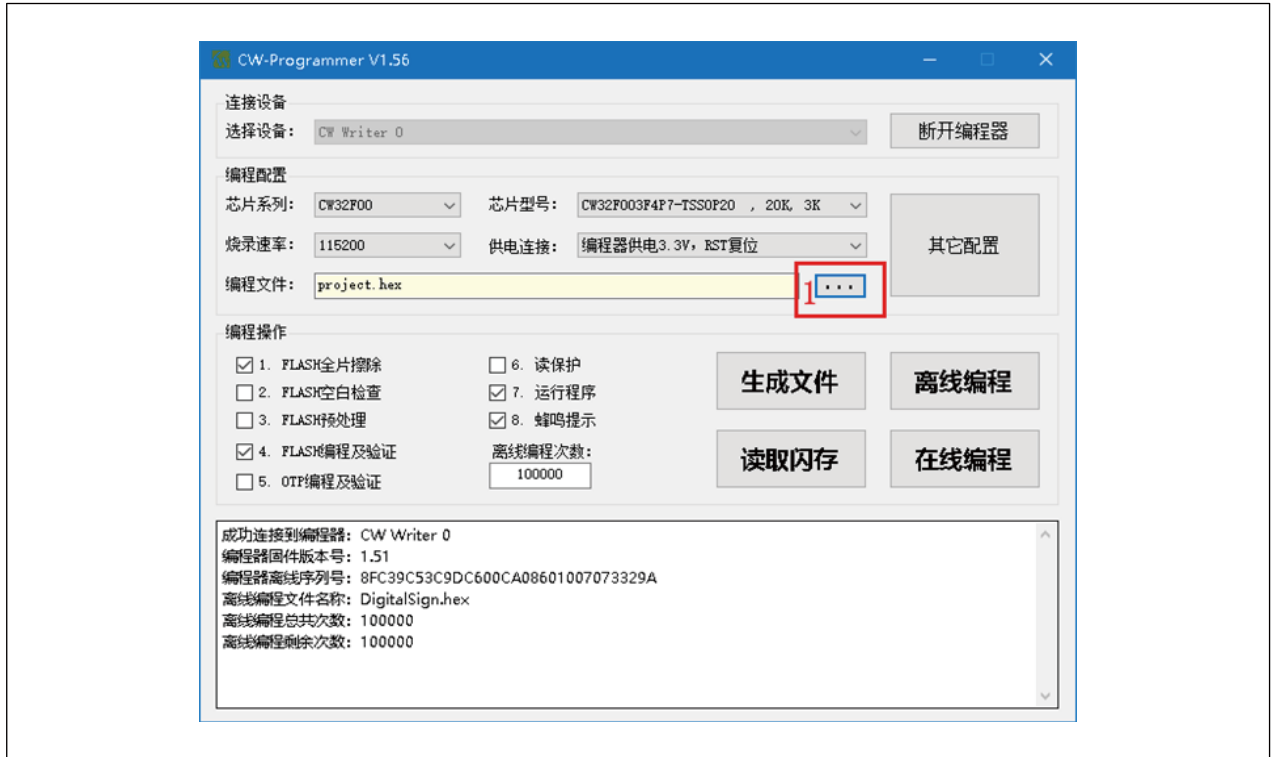 CW-Programmer V1.56
连接设备
选择设备: CW Writer 0 断开编程器
编程配置
芯片系列: CW32F00 芯片型号: CW32F003F4P7-TSSOP20 , 20K, 3K
烧录速率: 115200 供电连接: 编程器供电3.3V, RST复位 其它配置
编程文件: project.hex 1 ...
编程操作
1. FLASH全片擦除 6. 读保护
2. FLASH空白检查 7. 运行程序 生成文件 离线编程
3. FLASH预处理 8. 蜂鸣提示
4. FLASH编程及验证 离线编程次数: 读取闪存 在线编程
5. OTP编程及验证 100000
成功连接到编程器: CW Writer 0
编程器固件版本号: 1.51
编程器离线序列号: 8FC39C53C9DC600CA08601007073329A
离线编程文件名称: DigitalSign.hex
离线编程总共次数: 100000
离线编程剩余次数: 100000